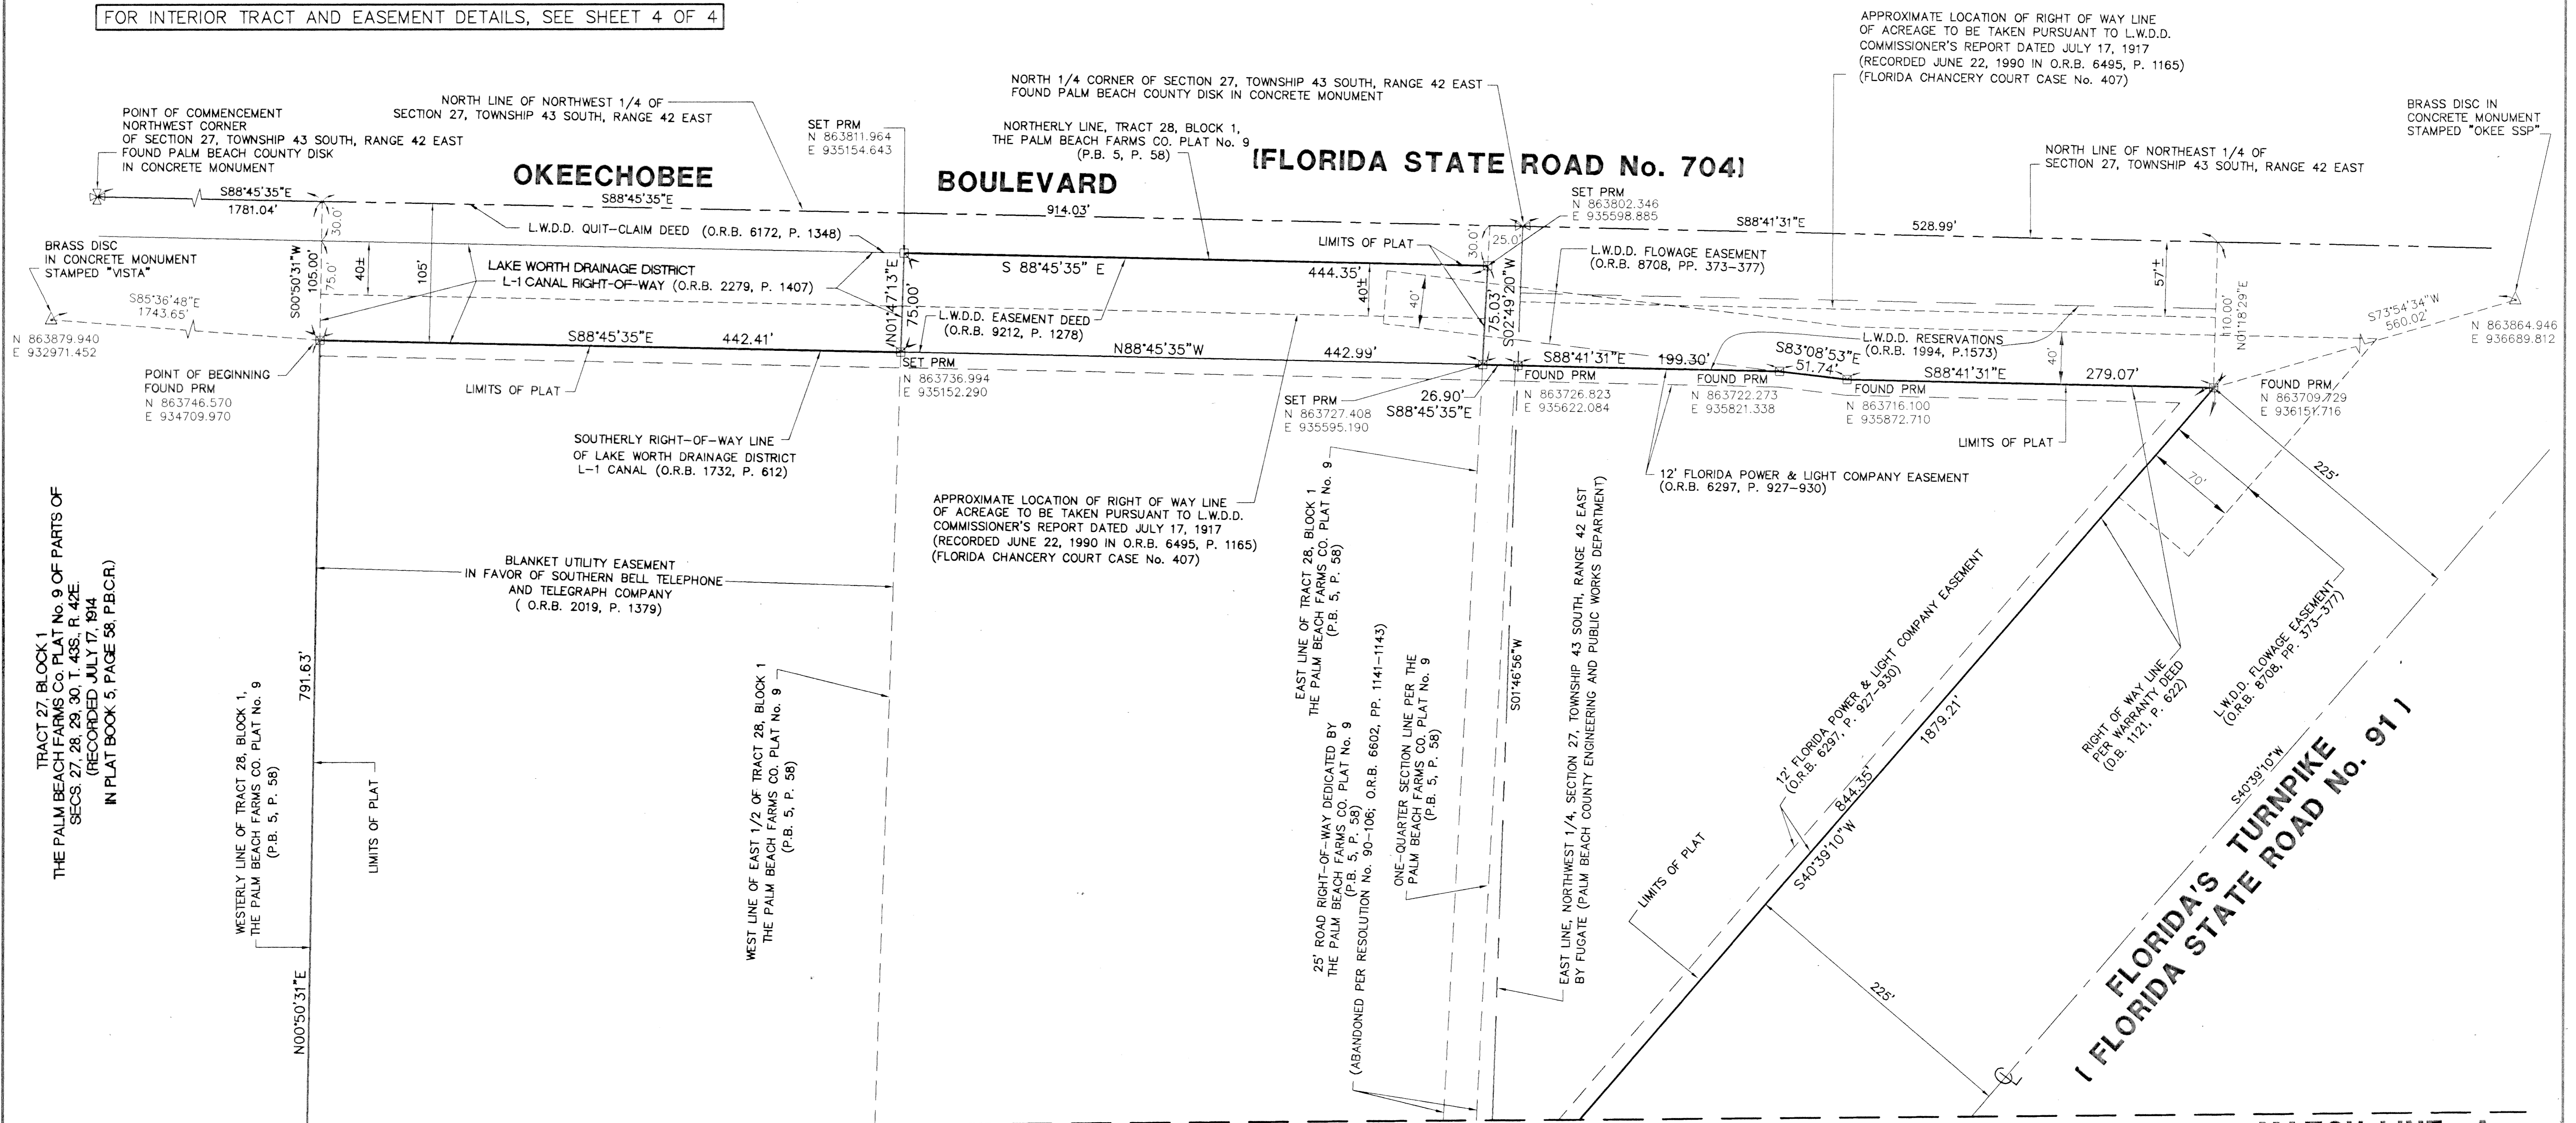 FOR INTERIOR TRACT AND EASEMENT DETAILS, SEE SHEET 4 OF 4
APPROXIMATE LOCATION OF RIGHT OF WAY LINE
OF ACREAGE TO BE TAKEN PURSUANT TO L.W.D.D.
COMMISSIONER'S REPORT DATED JULY 17, 1917
(RECORDED JUNE 22, 1990 IN O.R.B. 6495, P. 1165)
(FLORIDA CHANCERY COURT CASE No. 407)
POINT OF COMMENCEMENT
NORTHWEST CORNER
OF SECTION 27, TOWNSHIP 43 SOUTH, RANGE 42 EAST
FOUND PALM BEACH COUNTY DISK
IN CONCRETE MONUMENT
NORTH LINE OF NORTHWEST 1/4 OF
SECTION 27, TOWNSHIP 43 SOUTH, RANGE 42 EAST
SET PRM
N 863811.964
E 935154.643
NORTH 1/4 CORNER OF SECTION 27, TOWNSHIP 43 SOUTH, RANGE 42 EAST
FOUND PALM BEACH COUNTY DISK IN CONCRETE MONUMENT
NORTHERLY LINE, TRACT 28, BLOCK 1,
THE PALM BEACH FARMS CO. PLAT No. 9
(P.B. 5, P. 58)
BRASS DISC IN
CONCRETE MONUMENT
STAMPED "OKEE SSP"
NORTH LINE OF NORTHEAST 1/4 OF
SECTION 27, TOWNSHIP 43 SOUTH, RANGE 42 EAST
OKEECHOBEE BOULEVARD [FLORIDA STATE ROAD No. 704]
SET PRM
N 863802.346
E 935598.885
S88°45'35"E
1781.04'
S88°45'35"E
914.03'
S88°41'31"E
528.99'
L.W.D.D. QUIT-CLAIM DEED (O.R.B. 6172, P. 1348)
LIMITS OF PLAT
30.0'
25.0'
30.0'
L.W.D.D. FLOWAGE EASEMENT
(O.R.B. 8708, PP. 373-377)
BRASS DISC
IN CONCRETE MONUMENT
STAMPED "VISTA"
S85°36'48"E
1743.65'
N 863879.940
E 932971.452
S00°50'31"W
105.00'
75.0'
40±
105'
LAKE WORTH DRAINAGE DISTRICT
L-1 CANAL RIGHT-OF-WAY (O.R.B. 2279, P. 1407)
N01°47'13"E
75.00'
S 88°45'35" E
444.35'
40±
40'
75.03'
S02°49'20"W
57'±
110.00'
N01°18'29"E
S73°54'34"W
560.02'
N 863864.946
E 936689.812
L.W.D.D. EASEMENT DEED
(O.R.B. 9212, P. 1278)
L.W.D.D. RESERVATIONS
(O.R.B. 1994, P.1573)
40'
S88°45'35"E
442.41'
N88°45'35"W
442.99'
S88°41'31"E
199.30'
S83°08'53"E
51.74'
S88°41'31"E
279.07'
POINT OF BEGINNING
FOUND PRM
N 863746.570
E 934709.970
LIMITS OF PLAT
SET PRM
N 863736.994
E 935152.290
SET PRM
N 863727.408
E 935595.190
26.90'
S88°45'35"E
FOUND PRM
N 863726.823
E 935622.084
FOUND PRM
N 863722.273
E 935821.338
FOUND PRM
N 863716.100
E 935872.710
LIMITS OF PLAT
FOUND PRM
N 863709.729
E 936151.716
SOUTHERLY RIGHT-OF-WAY LINE
OF LAKE WORTH DRAINAGE DISTRICT
L-1 CANAL (O.R.B. 1732, P. 612)
12' FLORIDA POWER & LIGHT COMPANY EASEMENT
(O.R.B. 6297, P. 927-930)
225'
70'
APPROXIMATE LOCATION OF RIGHT OF WAY LINE
OF ACREAGE TO BE TAKEN PURSUANT TO L.W.D.D.
COMMISSIONER'S REPORT DATED JULY 17, 1917
(RECORDED JUNE 22, 1990 IN O.R.B. 6495, P. 1165)
(FLORIDA CHANCERY COURT CASE No. 407)
BLANKET UTILITY EASEMENT
IN FAVOR OF SOUTHERN BELL TELEPHONE
AND TELEGRAPH COMPANY
( O.R.B. 2019, P. 1379)
TRACT 27, BLOCK 1
THE PALM BEACH FARMS Co. PLAT No. 9 OF PARTS OF
SECS. 27, 28, 29, 30, T. 43S., R. 42E.
(RECORDED JULY 17, 1914
IN PLAT BOOK 5, PAGE 58, P.B.C.R.)
WESTERLY LINE OF TRACT 28, BLOCK 1,
THE PALM BEACH FARMS CO. PLAT No. 9
(P.B. 5, P. 58)
791.63'
N00°50'31"E
LIMITS OF PLAT
WEST LINE OF EAST 1/2 OF TRACT 28, BLOCK 1
THE PALM BEACH FARMS CO. PLAT No. 9
(P.B. 5, P. 58)
EAST LINE OF TRACT 28, BLOCK 1
THE PALM BEACH FARMS CO. PLAT No. 9
(P.B. 5, P. 58)
25' ROAD RIGHT-OF-WAY DEDICATED BY
THE PALM BEACH FARMS CO. PLAT No. 9
(P.B. 5, P. 58)
(ABANDONED PER RESOLUTION No. 90-106; O.R.B. 6602, PP. 1141-1143)
ONE-QUARTER SECTION LINE PER THE
PALM BEACH FARMS CO. PLAT No. 9
(P.B. 5, P. 58)
S01°46'56"W
EAST LINE, NORTHWEST 1/4, SECTION 27, TOWNSHIP 43 SOUTH, RANGE 42 EAST
BY FUGATE (PALM BEACH COUNTY ENGINEERING AND PUBLIC WORKS DEPARTMENT)
LIMITS OF PLAT
12' FLORIDA POWER & LIGHT COMPANY EASEMENT
(O.R.B. 6297, P. 927-930)
844.35'
1879.21'
S40°39'10"W
225'
RIGHT OF WAY LINE
PER WARRANTY DEED
(D.B. 1121, P. 622)
L.W.D.D. FLOWAGE EASEMENT
(O.R.B. 8708, PP. 373-377)
S40°39'10"W
FLORIDA'S TURNPIKE
[ FLORIDA STATE ROAD No. 91 ]